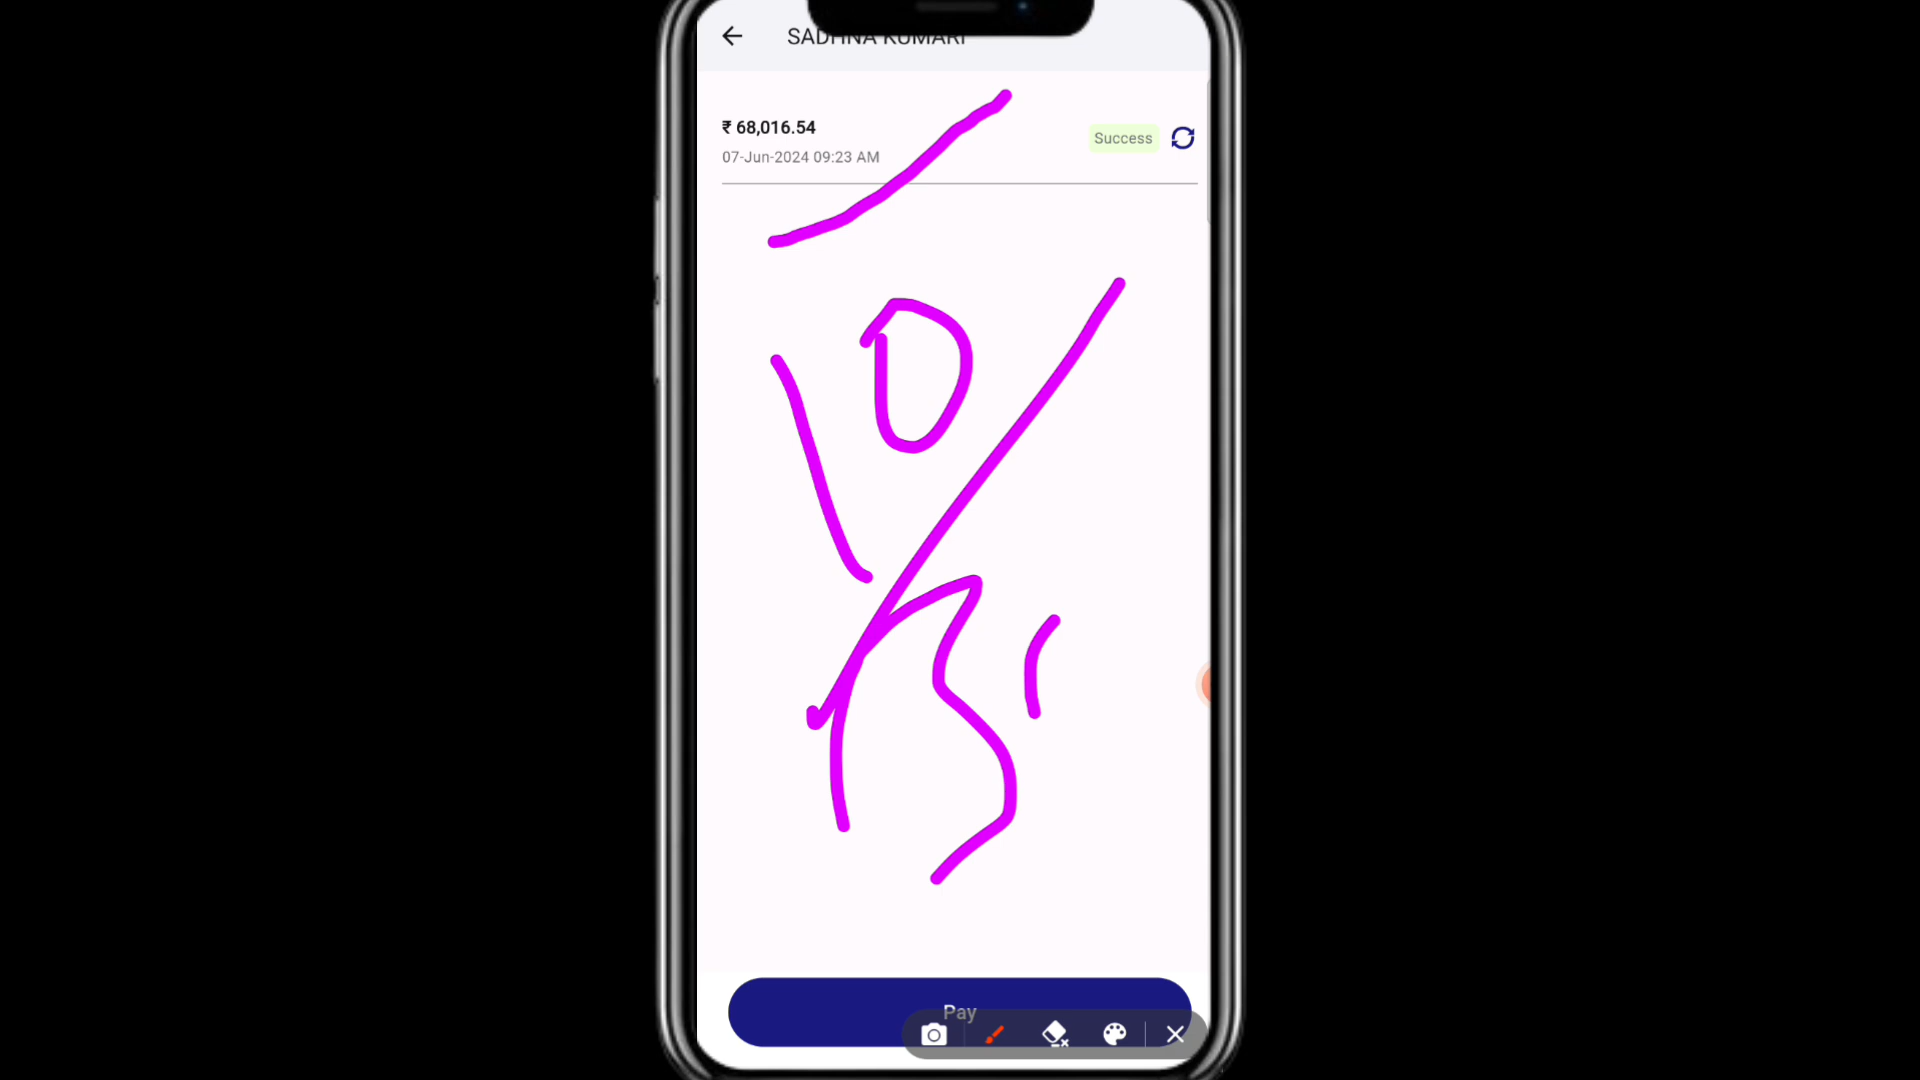 SADHNA KUMARI
₹ 68,016.54
Success
07-Jun-2024 09:23 AM
Pay